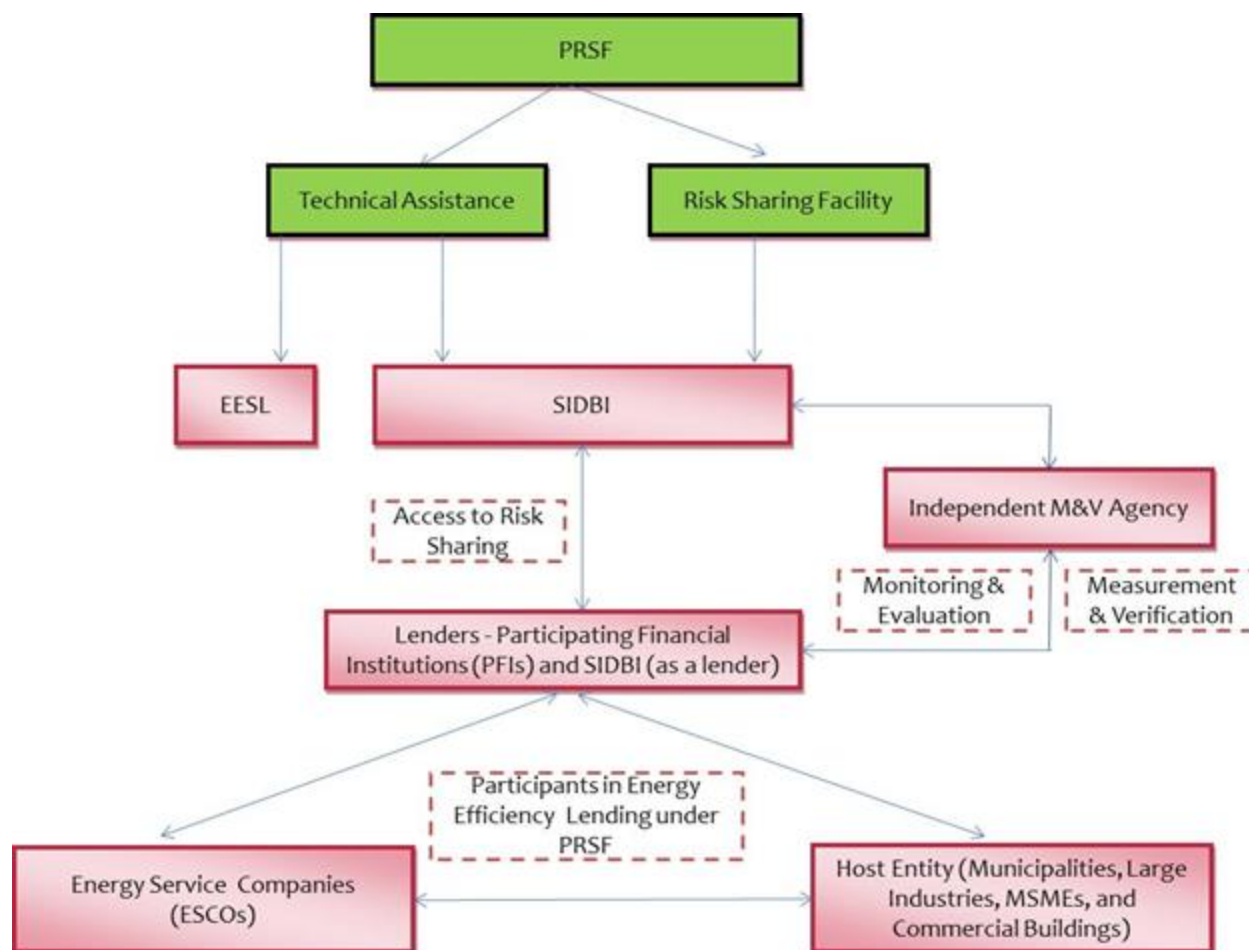 PRSF
Technical Assistance
Risk Sharing Facility
EESL
SIDBI
Access to Risk
Sharing
Independent M&V Agency
Monitoring &
Evaluation
Measurement
& Verification
Lenders - Participating Financial
Institutions (PFIs) and SIDBI (as a lender)
Participants in Energy
Efficiency Lending under
PRSF
Energy Service Companies
(ESCOs)
Host Entity (Municipalities, Large
Industries, MSMEs, and
Commercial Buildings)